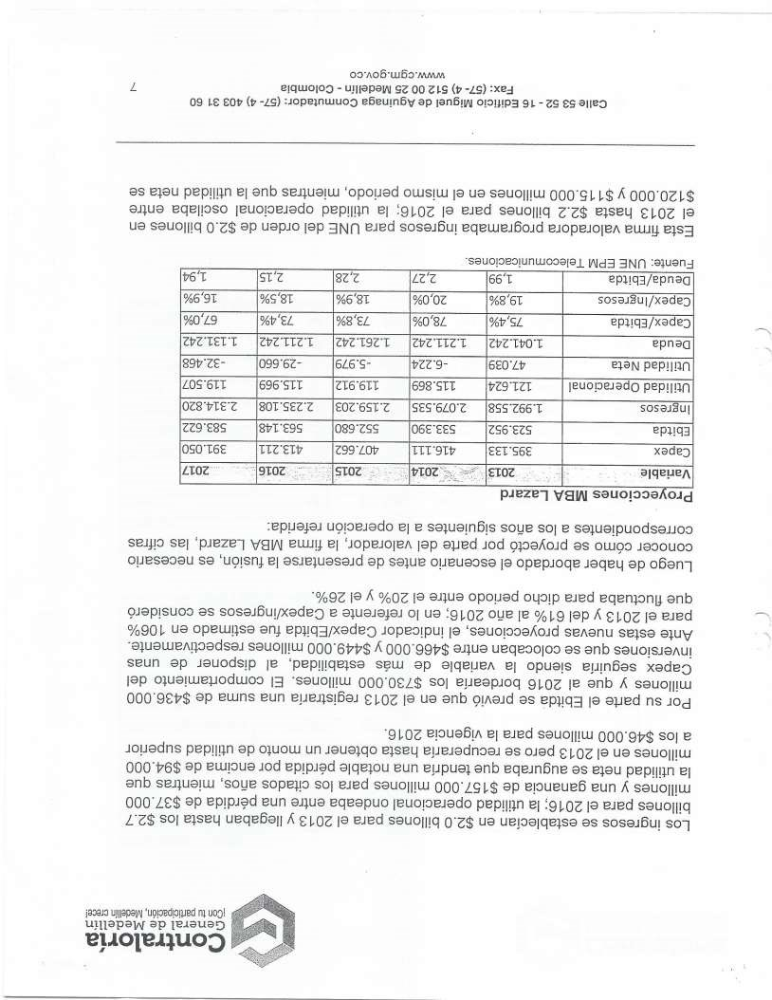 Contraloría
General de Medellín
¡Con tu participación, Medellín crece!
Los ingresos se establecían en $2.0 billones para el 2013 y llegaban hasta los $2.7
billones para el 2016; la utilidad operacional ondeaba entre una pérdida de $37.000
millones y una ganancia de $157.000 millones para los citados años, mientras que
la utilidad neta se auguraba que tendría una notable pérdida por encima de $94.000
millones en el 2013 pero se recuperaría hasta obtener un monto de utilidad superior
a los $46.000 millones para la vigencia 2016.
Por su parte el Ebitda se previó que en el 2013 registraría una suma de $436.000
millones y que al 2016 bordearía los $730.000 millones. El comportamiento del
Capex seguiría siendo la variable de más estabilidad, al disponer de unas
inversiones que se colocaban entre $466.000 y $449.000 millones respectivamente.
Ante estas nuevas proyecciones, el indicador Capex/Ebitda fue estimado en 106%
para el 2013 y del 61% al año 2016; en lo referente a Capex/ingresos se consideró
que fluctuaba para dicho periodo entre el 20% y el 26%.
Luego de haber abordado el escenario antes de presentarse la fusión, es necesario
conocer cómo se proyectó por parte del valorador, la firma MBA Lazard, las cifras
correspondientes a los años siguientes a la operación referida:
Proyecciones MBA Lazard
Variable 2013 2014 2015 2016 2017
Capex 395.133 416.111 407.662 413.211 391.050
Ebitda 523.952 533.390 552.680 563.148 583.622
Ingresos 1.992.558 2.079.535 2.159.203 2.235.108 2.314.820
Utilidad Operacional 121.624 115.869 119.912 115.969 119.507
Utilidad Neta 47.039 -6.224 -5.979 -29.660 -32.468
Deuda 1.041.242 1.211.242 1.261.242 1.211.242 1.131.242
Capex/Ebitda 75,4% 78,0% 73,8% 73,4% 67,0%
Capex/Ingresos 19,8% 20,0% 18,9% 18,5% 16,9%
Deuda/Ebitda 1,99 2,27 2,28 2,15 1,94
Fuente: UNE EPM Telecomunicaciones.
Esta firma valoradora programaba ingresos para UNE del orden de $2.0 billones en
el 2013 hasta $2.2 billones para el 2016; la utilidad operacional oscilaba entre
$120.000 y $115.000 millones en el mismo periodo, mientras que la utilidad neta se
Calle 53 52 - 16 Edificio Miguel de Aguinaga Conmutador: (57- 4) 403 31 60
Fax: (57- 4) 512 00 25 Medellín - Colombia
www.cgm.gov.co
7